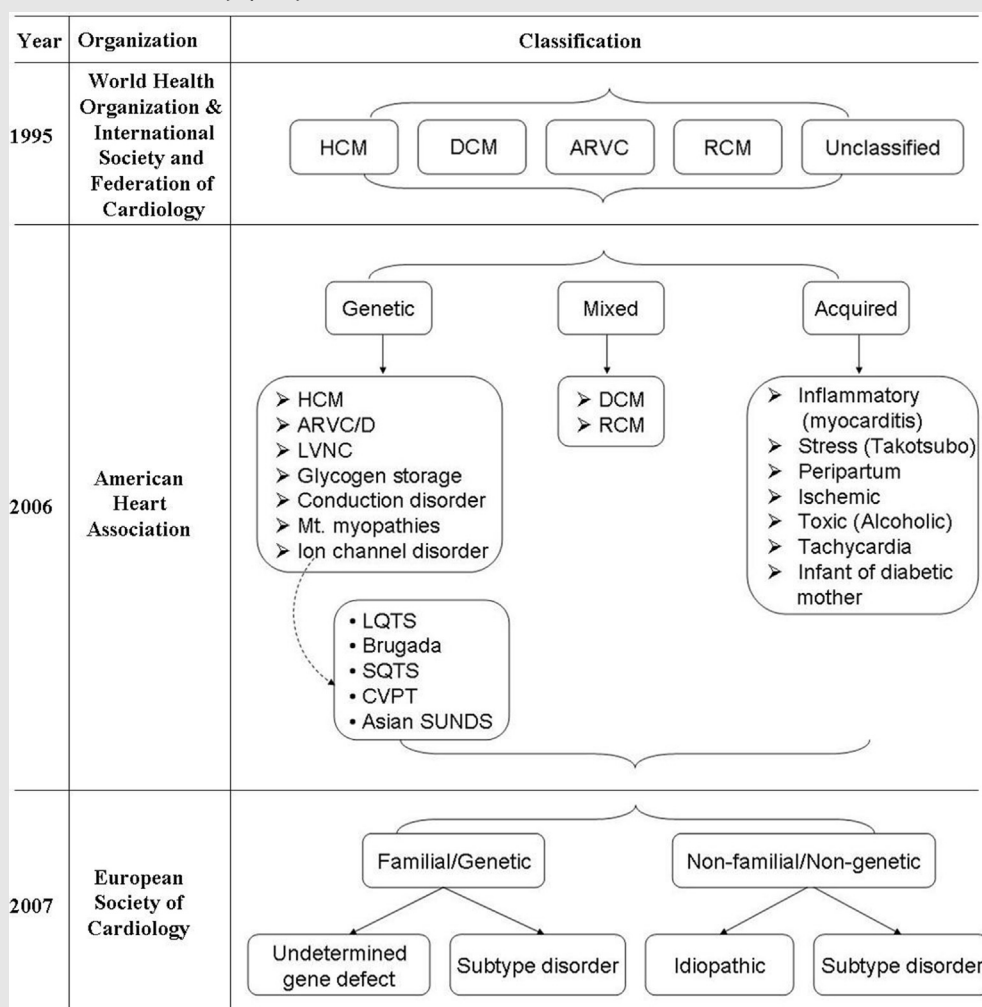 Year Organization Classification
1995
World Health
Organization &
International
Society and
Federation of
Cardiology
HCM
DCM
ARVC
RCM
Unclassified
2006
American
Heart
Association
Genetic
Mixed
Acquired
➢ HCM
➢ ARVC/D
➢ LVNC
➢ Glycogen storage
➢ Conduction disorder
➢ Mt. myopathies
➢ Ion channel disorder
• LQTS
• Brugada
• SQTS
• CVPT
• Asian SUNDS
➢ DCM
➢ RCM
➢ Inflammatory
(myocarditis)
➢ Stress (Takotsubo)
➢ Peripartum
➢ Ischemic
➢ Toxic (Alcoholic)
➢ Tachycardia
➢ Infant of diabetic
mother
2007
European
Society of
Cardiology
Familial/Genetic
Non-familial/Non-genetic
Undetermined
gene defect
Subtype disorder
Idiopathic
Subtype disorder